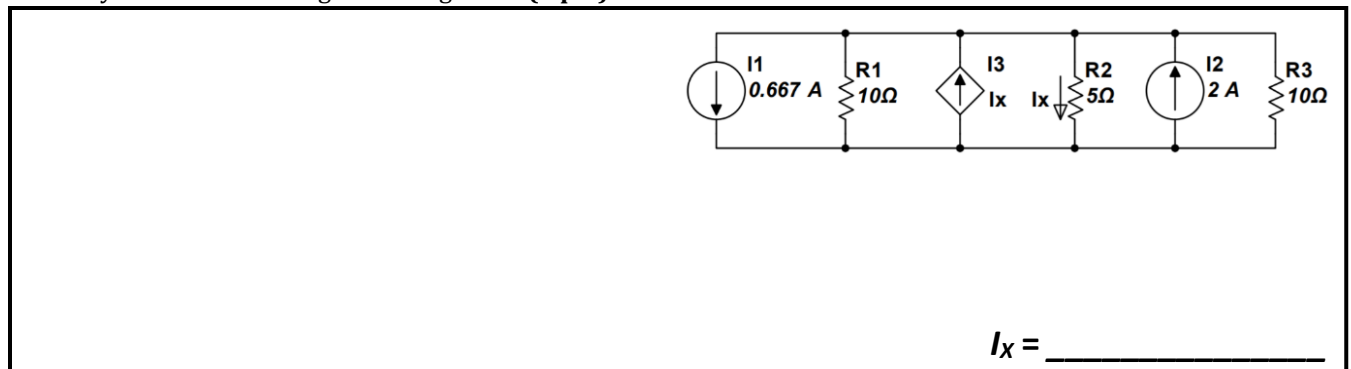 I1
0.667 A
R1
10Ω
I3
Ix
Ix
R2
5Ω
I2
2 A
R3
10Ω
IX = _______________